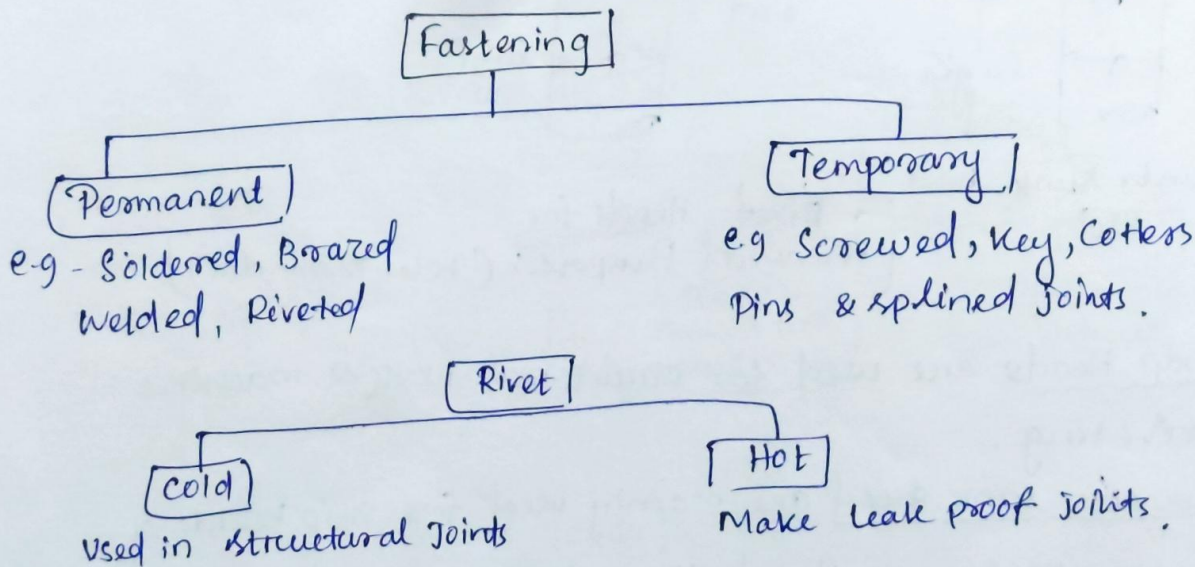 Fastening
Permanent
Temporary
e.g - Soldered, Brazed
Welded, Riveted
e.g Screwed, Key, Cotters
Pins & splined joints.
Rivet
Cold
Hot
Used in structural Joints
Make leak proof joints.